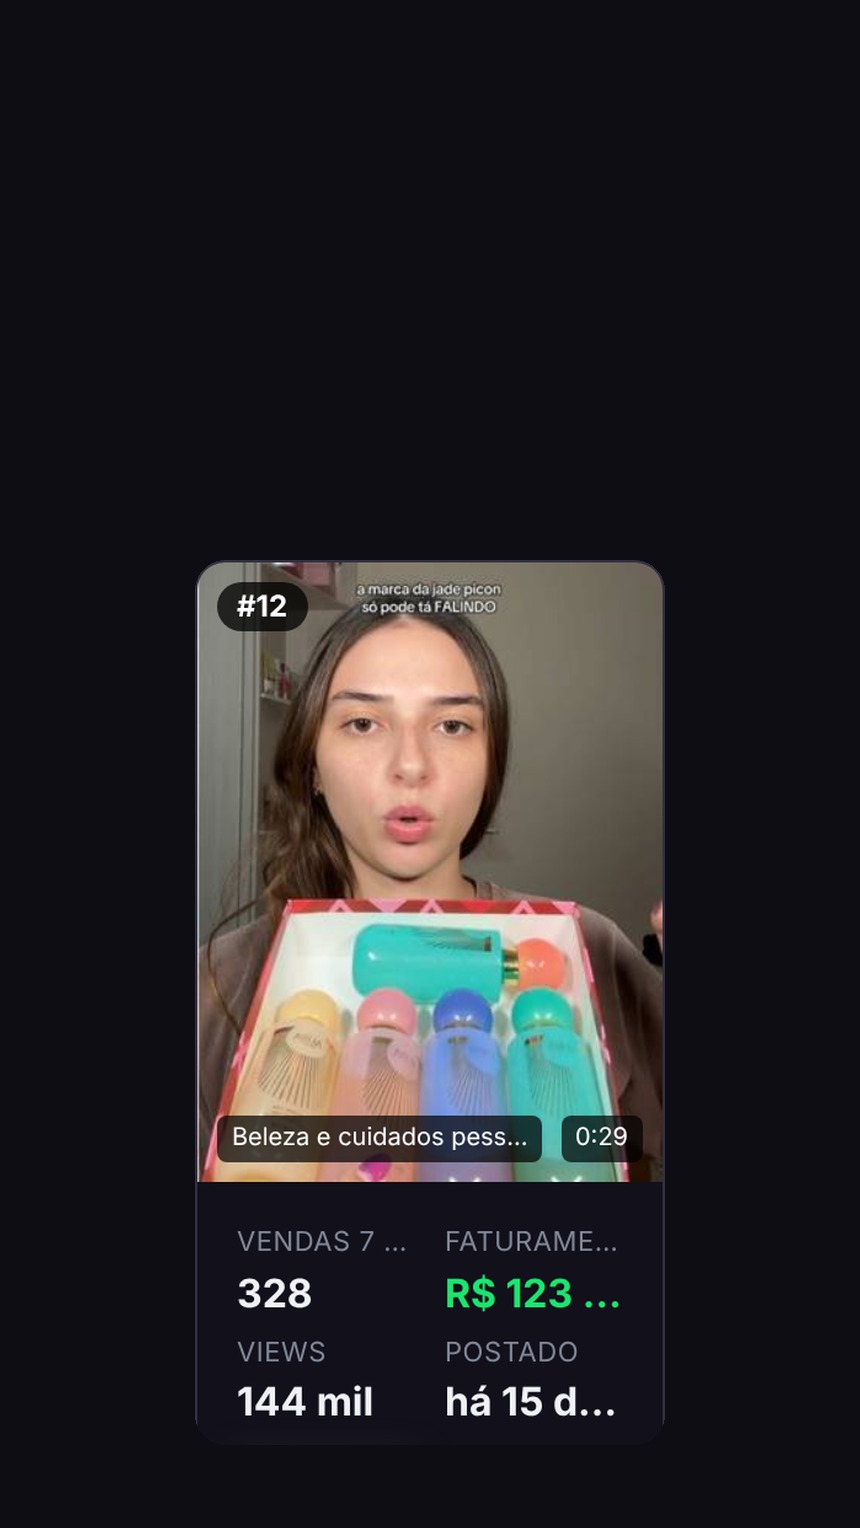 #12
a marca da jade picon
só pode tá FALINDO
Beleza e cuidados pess...
0:29
VENDAS 7 ...
FATURAME...
328
R$ 123 ...
VIEWS
POSTADO
144 mil
há 15 d...